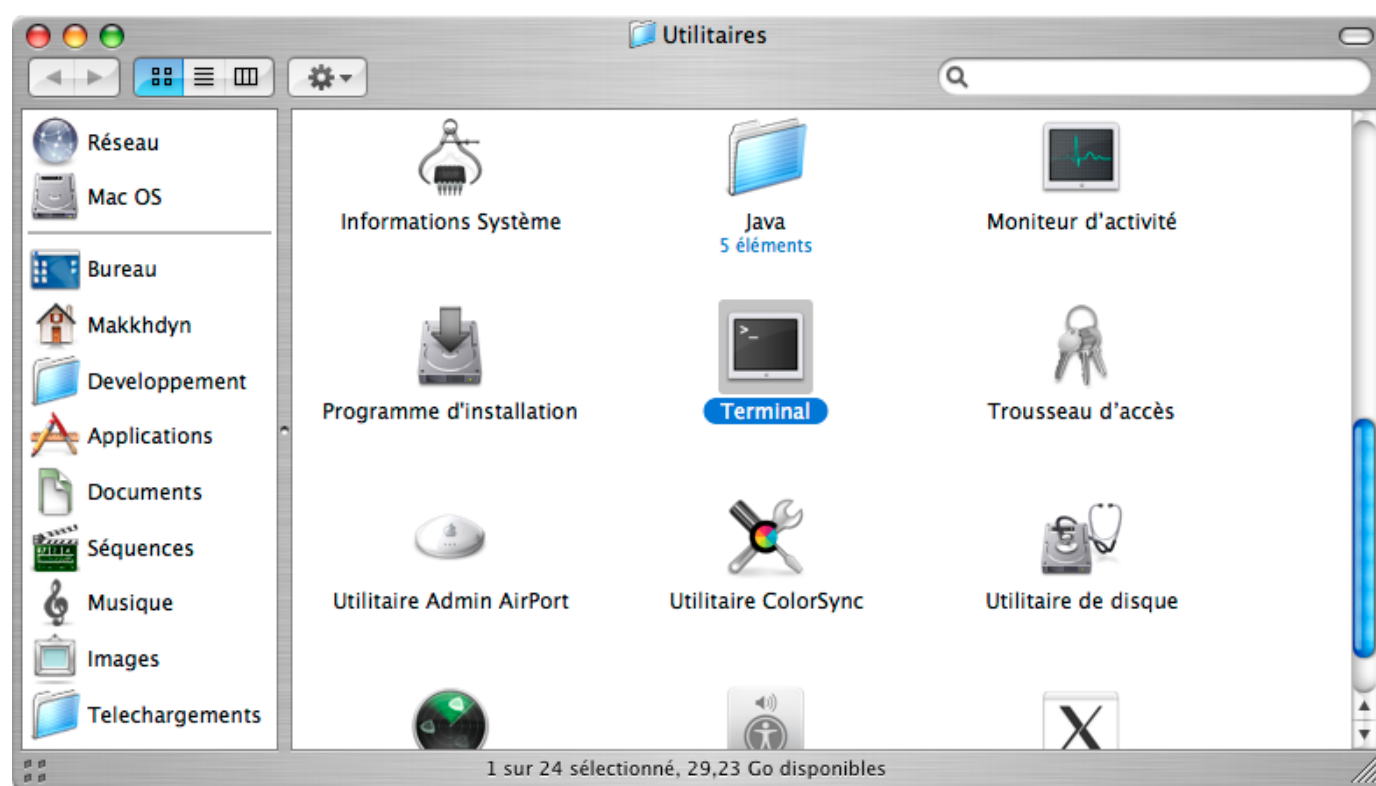 Utilitaires
Réseau
Mac OS
Bureau
Makkhdyn
Developpement
Applications
Documents
Séquences
Musique
Images
Telechargements
Informations Système
Java
5 éléments
Moniteur d’activité
Programme d'installation
>_
Terminal
Trousseau d’accès
Utilitaire Admin AirPort
Utilitaire ColorSync
Utilitaire de disque
X
1 sur 24 sélectionné, 29,23 Go disponibles